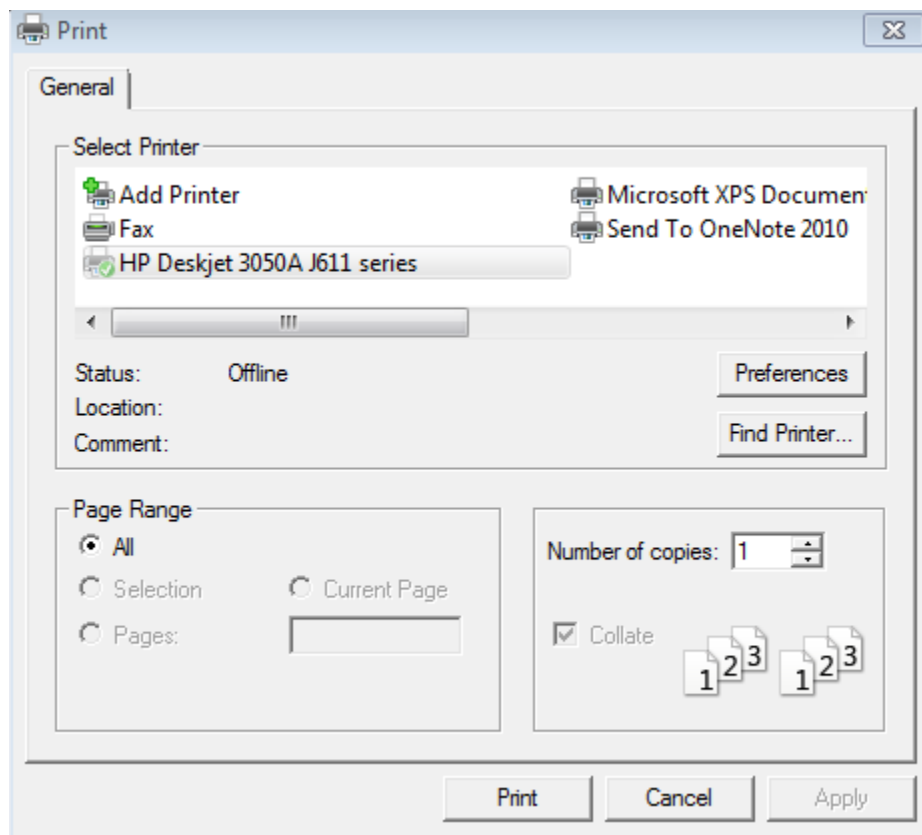 Print
General
Select Printer
Add Printer
Microsoft XPS Documen
Fax
Send To OneNote 2010
HP Deskjet 3050A J611 series
Status: Offline
Preferences
Location:
Comment:
Find Printer...
Page Range
All
Selection
Current Page
Pages:
Number of copies: 1
Collate
1 2 3 1 2 3
Print Cancel Apply